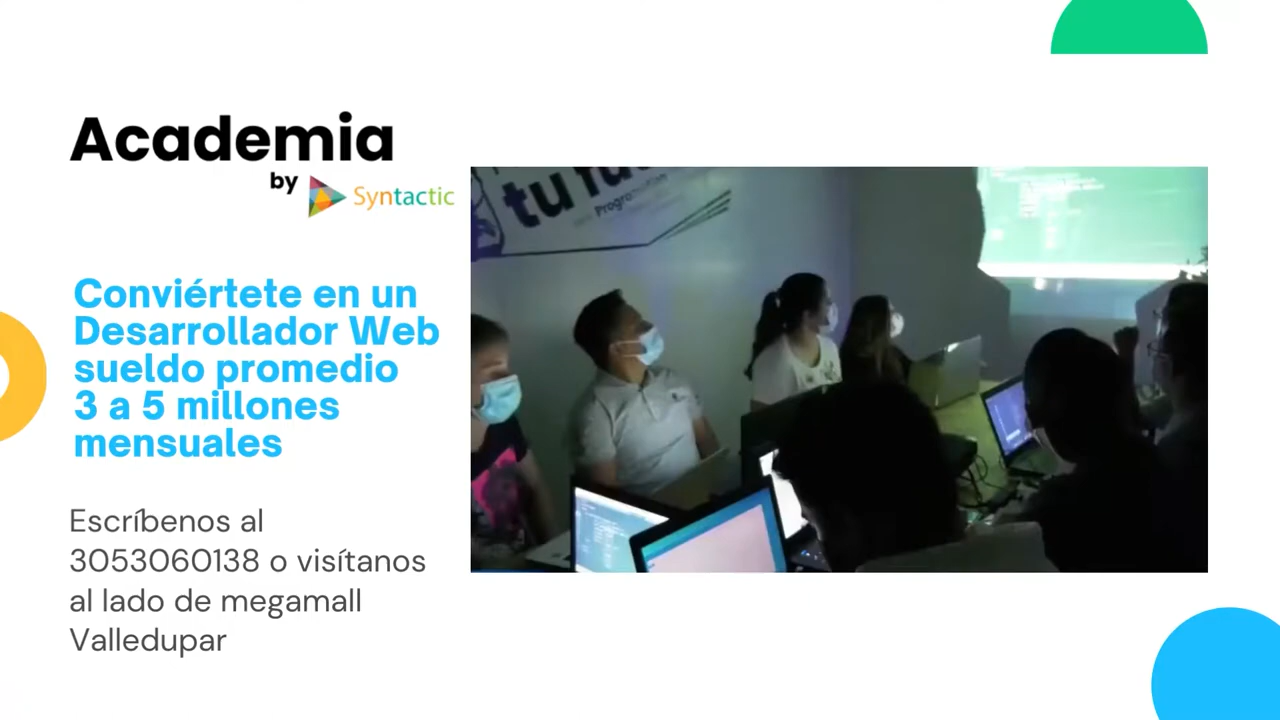 Academia
by Syntactic
Conviértete en un
Desarrollador Web
sueldo promedio
3 a 5 millones
mensuales
Escríbenos al
3053060138 o visítanos
al lado de megamall
Valledupar
tu